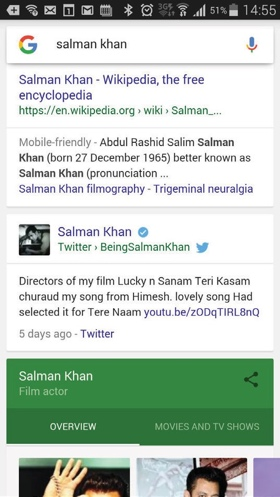 3G 51% 14:55
salman khan
Salman Khan - Wikipedia, the free
encyclopedia
https://en.wikipedia.org › wiki › Salman_...
Mobile-friendly - Abdul Rashid Salim Salman
Khan (born 27 December 1965) better known as
Salman Khan (pronunciation ...
Salman Khan filmography - Trigeminal neuralgia
Salman Khan
Twitter › BeingSalmanKhan
Directors of my film Lucky n Sanam Teri Kasam
churaud my song from Himesh. lovely song Had
selected it for Tere Naam youtu.be/zODqTIRL8nQ
5 days ago - Twitter
Salman Khan
Film actor
OVERVIEW MOVIES AND TV SHOWS